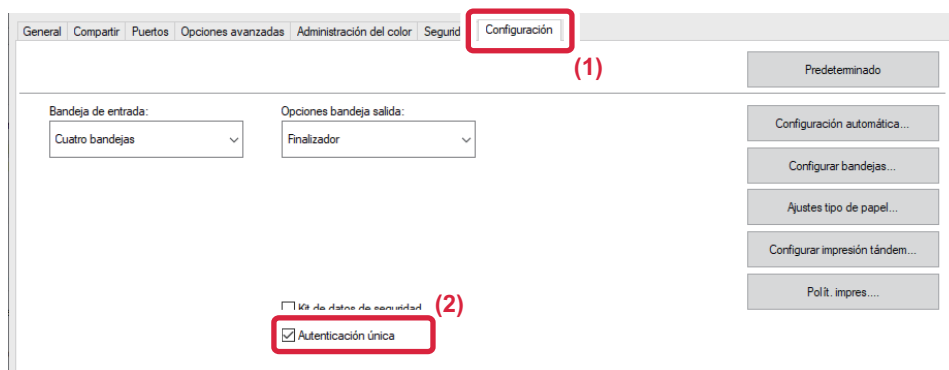 General Compartir Puertos Opciones avanzadas Administración del color Segurid Configuración
(1)
Predeterminado
Bandeja de entrada: Opciones bandeja salida:
Cuatro bandejas Finalizador
Configuración automática...
Configurar bandejas...
Ajustes tipo de papel...
Configurar impresión tándem...
Polít. impres....
Kit de datos de seguridad
(2)
Autenticación única